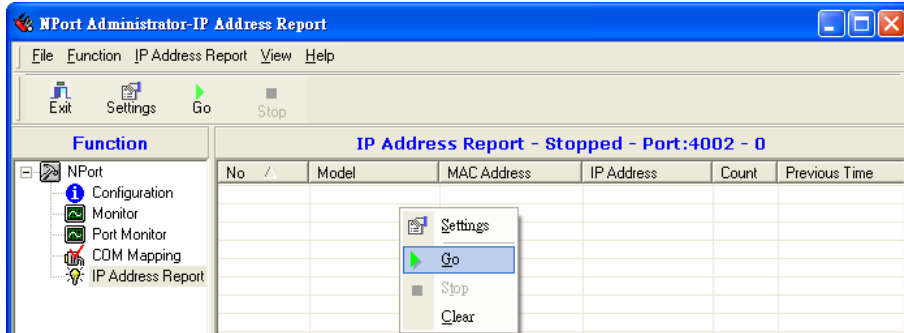 NPort Administrator-IP Address Report
File Function IP Address Report View Help
Exit Settings Go Stop
Function
IP Address Report - Stopped - Port:4002 - 0
NPort
Configuration
Monitor
Port Monitor
COM Mapping
IP Address Report
No Model MAC Address IP Address Count Previous Time
Settings
Go
Stop
Clear